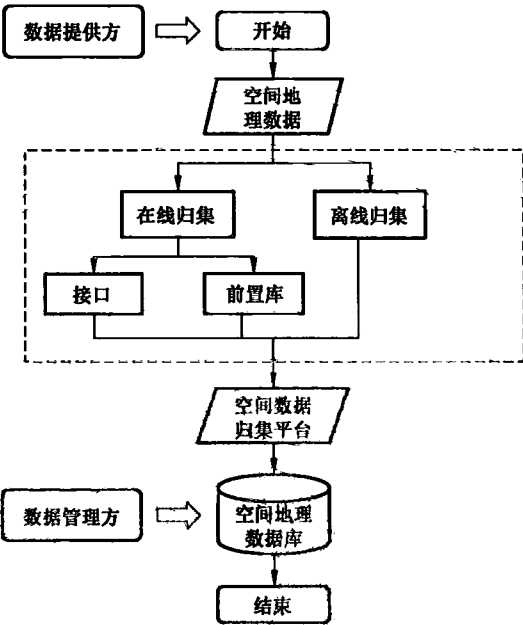 数据提供方
开始
空间地
理数据
在线归集
离线归集
接口
前置库
空间数据
归集平台
数据管理方
空间地理
数据库
结束